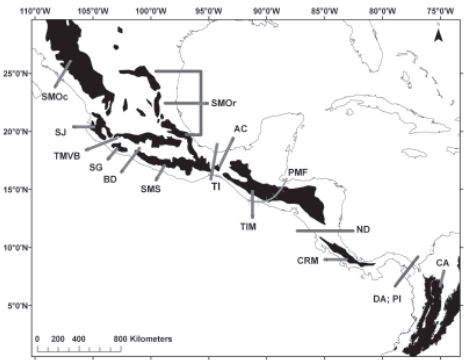 110°0'W 105°0'W 100°0'W 95°0'W 90°0'W 85°0'W 80°0'W 75°0'W
25°0'N
SMOc
SMOr
SJ
AC
20°0'N
TMVB
SG
BD
SMS
TI
PMF
15°0'N
TIM
ND
10°0'N
CRM
CA
DA; PI
5°0'N
0 200 400 800 Kilometers